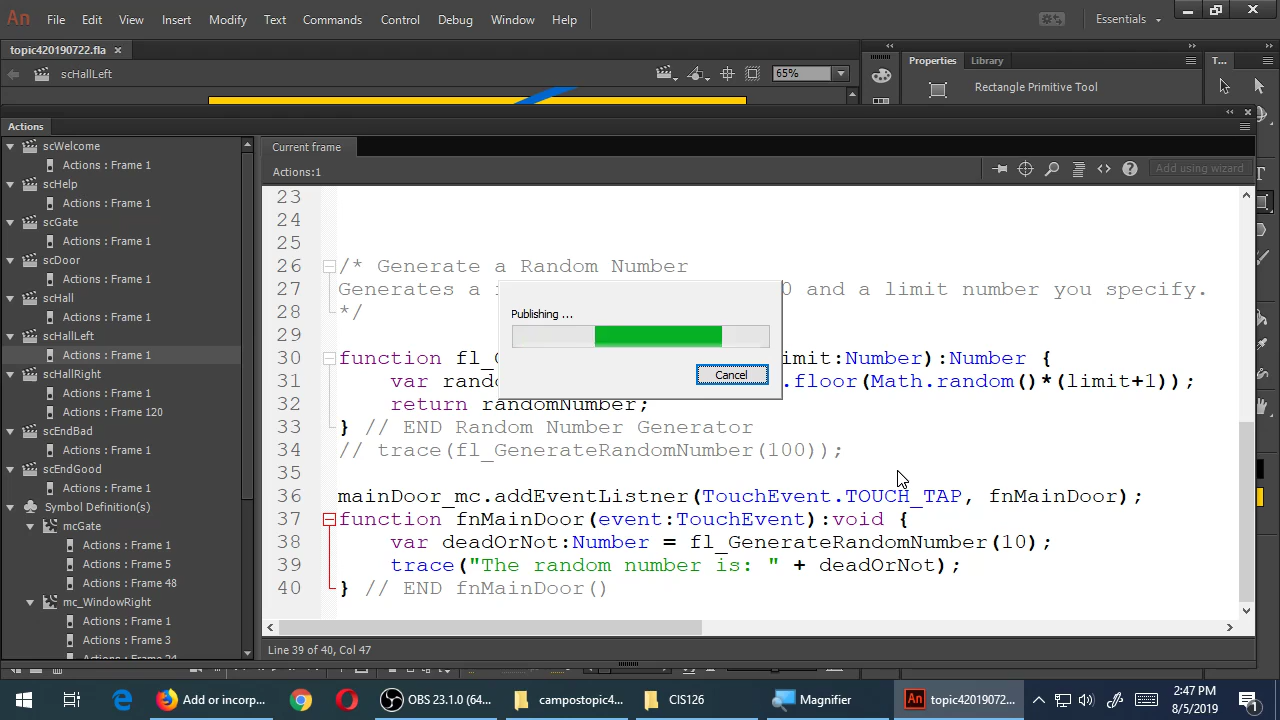 An File Edit View Insert Modify Text Commands Control Debug Window Help Essentials
topic420190722.fla ×
scHallLeft 65%
Properties Library T...
Rectangle Primitive Tool
Actions
Current frame
Actions:1 Add using wizard
scWelcome
Actions : Frame 1
scHelp
Actions : Frame 1
scGate
Actions : Frame 1
scDoor
Actions : Frame 1
scHall
Actions : Frame 1
scHallLeft
Actions : Frame 1
scHallRight
Actions : Frame 1
Actions : Frame 120
scEndBad
Actions : Frame 1
scEndGood
Actions : Frame 1
Symbol Definition(s)
mcGate
Actions : Frame 1
Actions : Frame 5
Actions : Frame 48
mc_WindowRight
Actions : Frame 1
Actions : Frame 3
23
24
25
26 /* Generate a Random Number
27 Generates a 0 and a limit number you specify.
28 */
29
30 function limit:Number):Number {
31 var .floor(Math.random()*(limit+1));
32 return randomNumber;
33 } // END Random Number Generator
34 // trace(fl_GenerateRandomNumber(100));
35
36 mainDoor_mc.addEventListner(TouchEvent.TOUCH_TAP, fnMainDoor);
37 function fnMainDoor(event:TouchEvent):void {
38 var deadOrNot:Number = fl_GenerateRandomNumber(10);
39 trace("The random number is: " + deadOrNot);
40 } // END fnMainDoor()
Publishing ...
Cancel
Line 39 of 40, Col 47
Add or incorp... OBS 23.1.0 (64... campostopic4... CIS126 Magnifier An topic420190722... 2:47 PM
8/5/2019
1